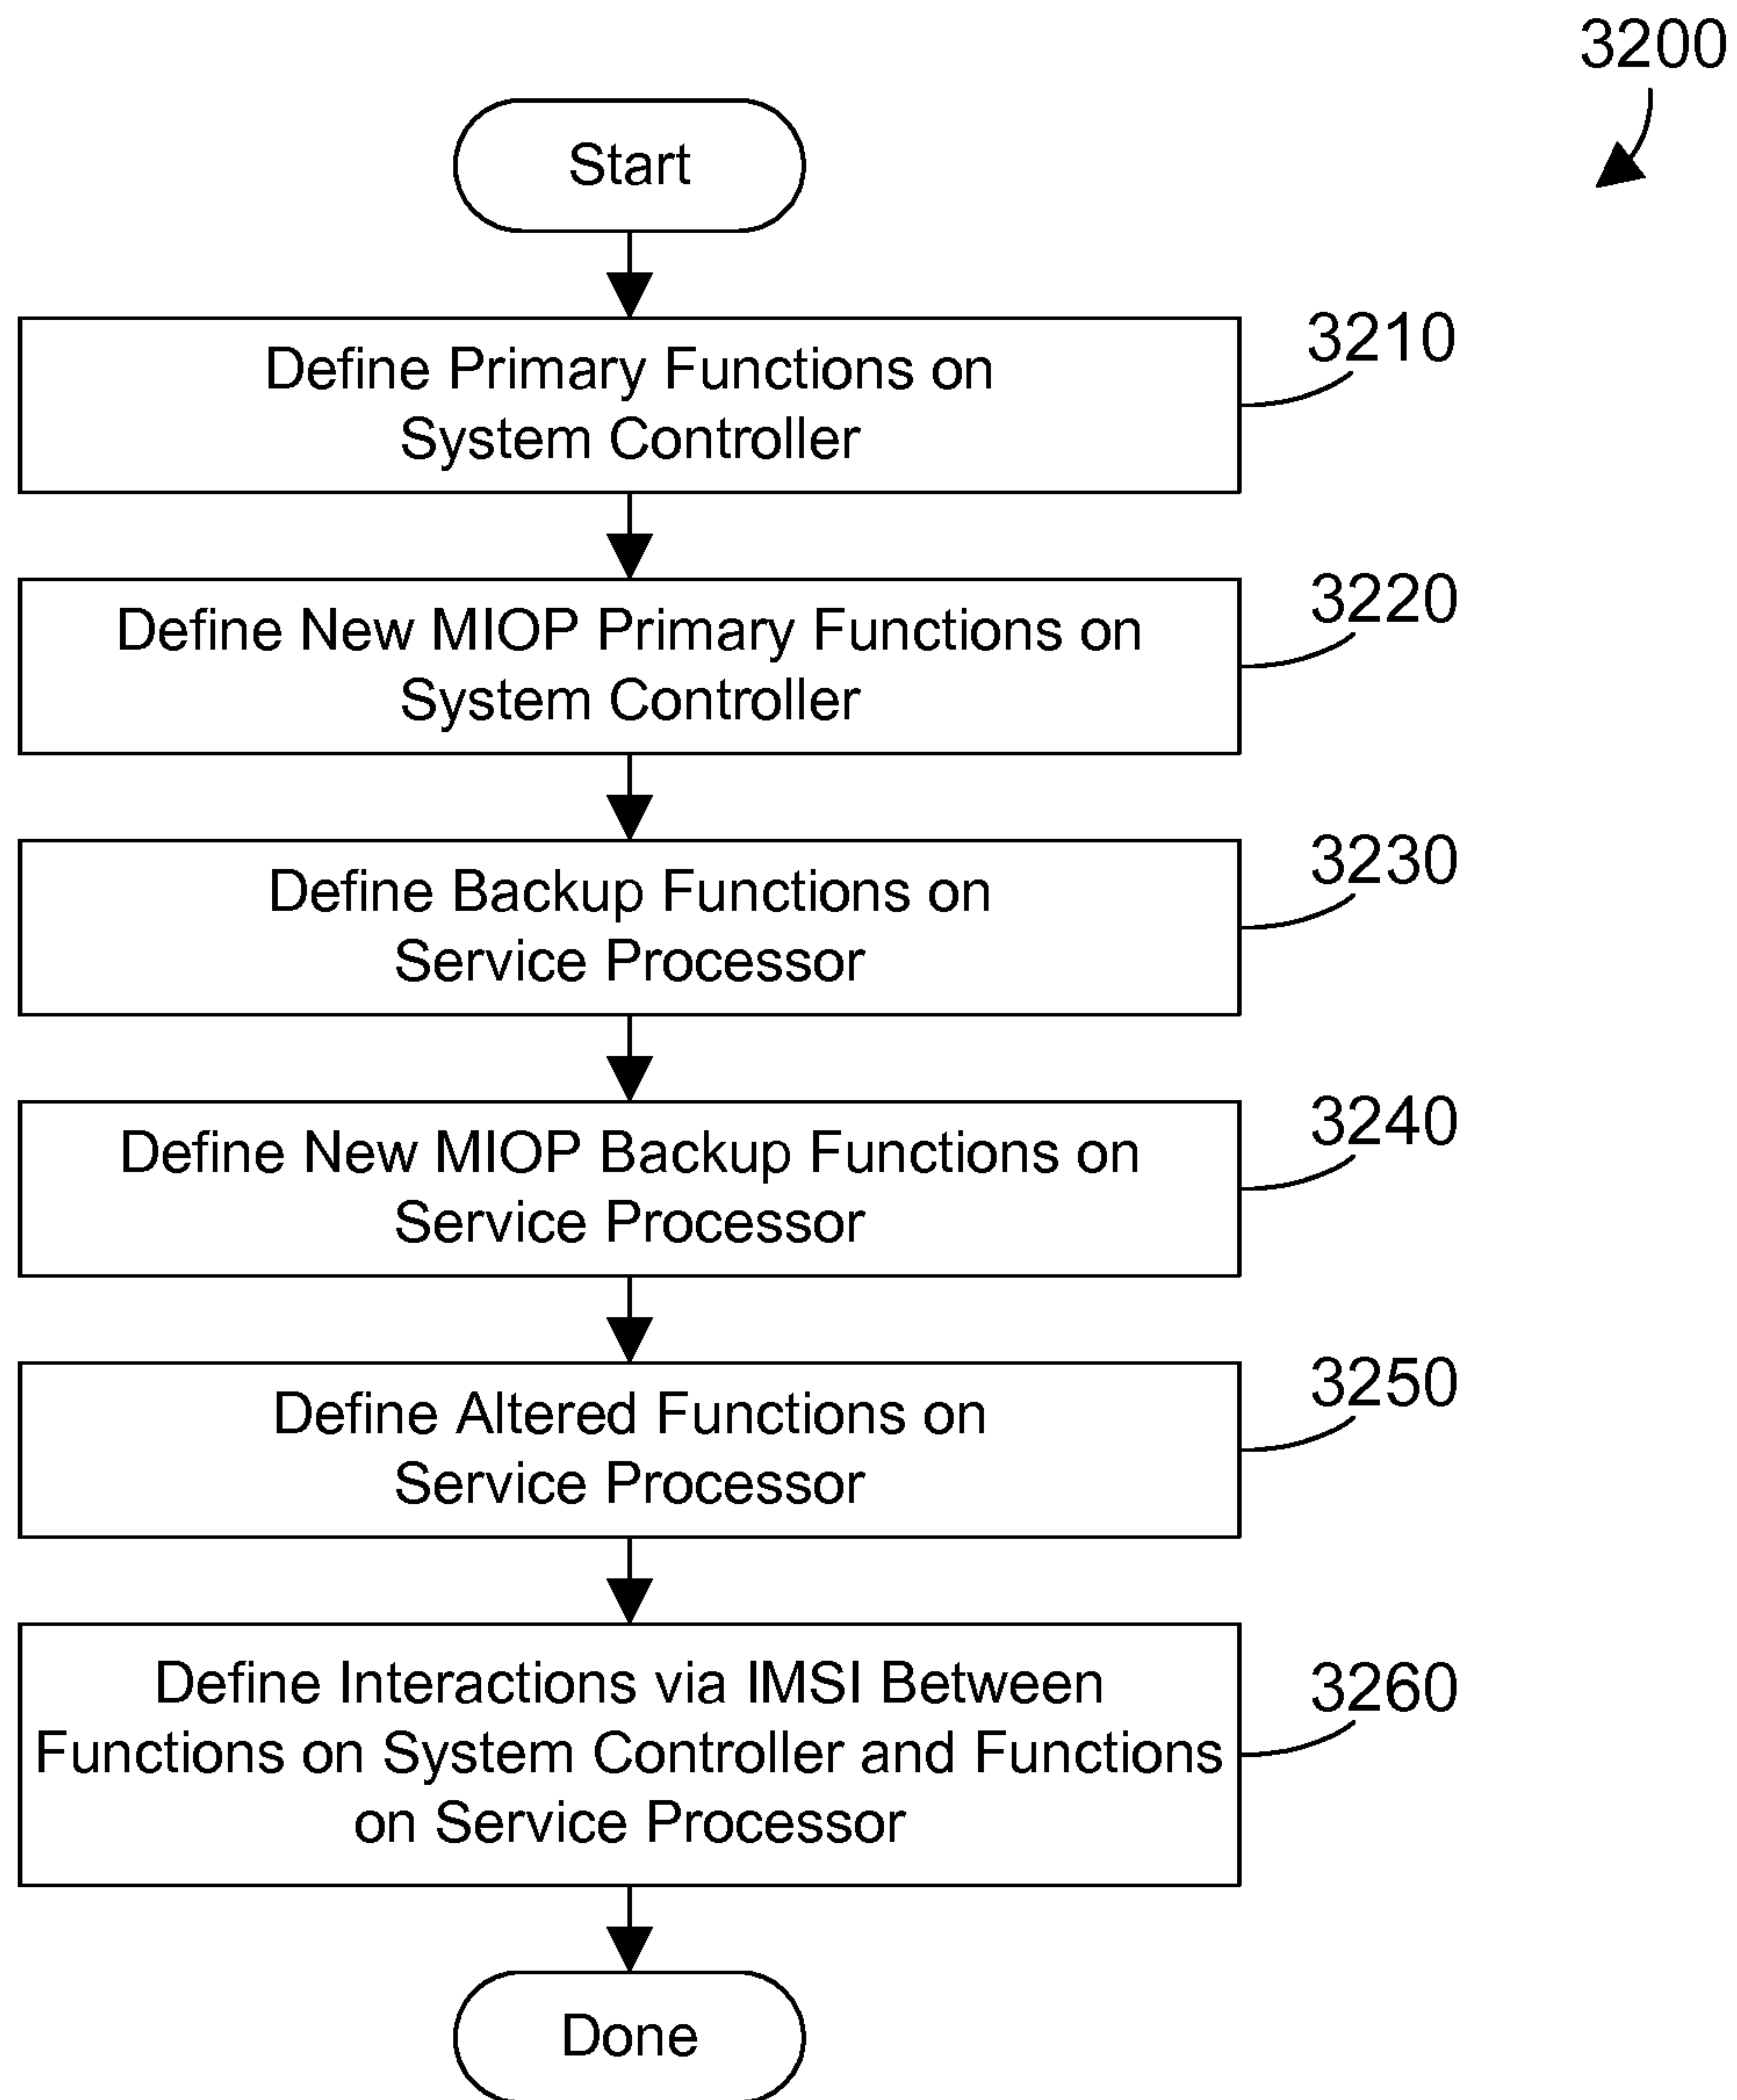 3200
Start
Define Primary Functions on
System Controller
3210
Define New MIOP Primary Functions on
System Controller
3220
Define Backup Functions on
Service Processor
3230
Define New MIOP Backup Functions on
Service Processor
3240
Define Altered Functions on
Service Processor
3250
Define Interactions via IMSI Between
Functions on System Controller and Functions
on Service Processor
3260
Done